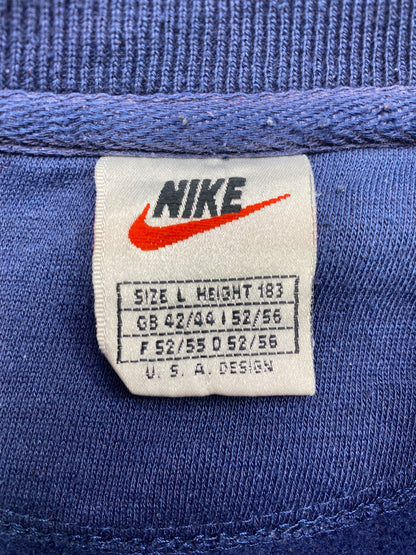 NIKE
SIZE L HEIGHT 183
GB 42/44 I 52/56
F 52/55 D 52/56
U. S. A. DESIGN